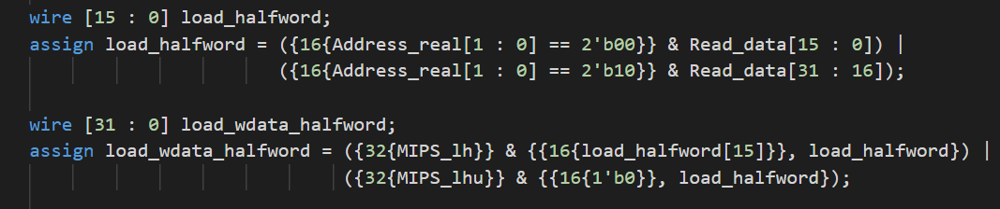 wire [15 : 0] load_halfword;
assign load_halfword = ({16{Address_real[1 : 0] == 2'b00}} & Read_data[15 : 0]) |
({16{Address_real[1 : 0] == 2'b10}} & Read_data[31 : 16]);
wire [31 : 0] load_wdata_halfword;
assign load_wdata_halfword = ({32{MIPS_lh}} & {{16{load_halfword[15]}}, load_halfword}) |
({32{MIPS_lhu}} & {{16{1'b0}}, load_halfword});